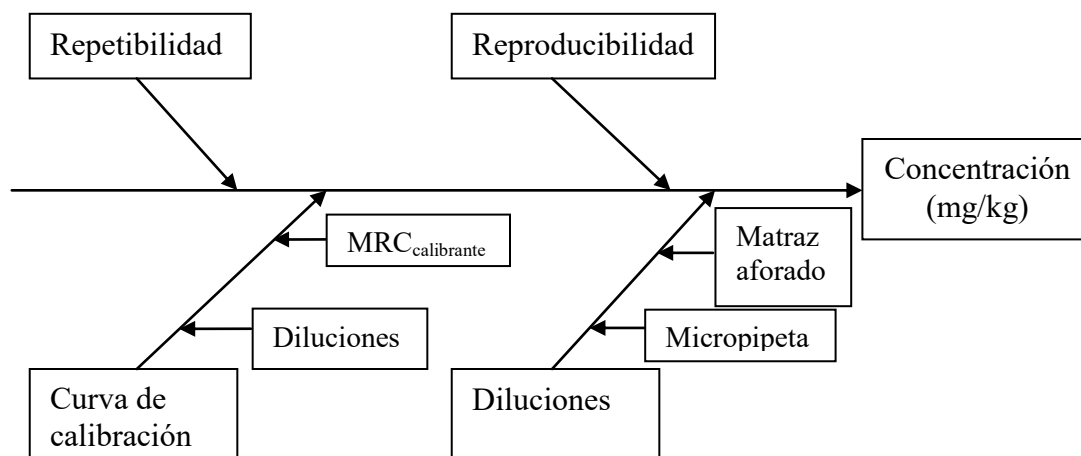 Repetibilidad
Reproducibilidad
Concentración
(mg/kg)
MRCcalibrante
Matraz
aforado
Diluciones
Micropipeta
Curva de
calibración
Diluciones